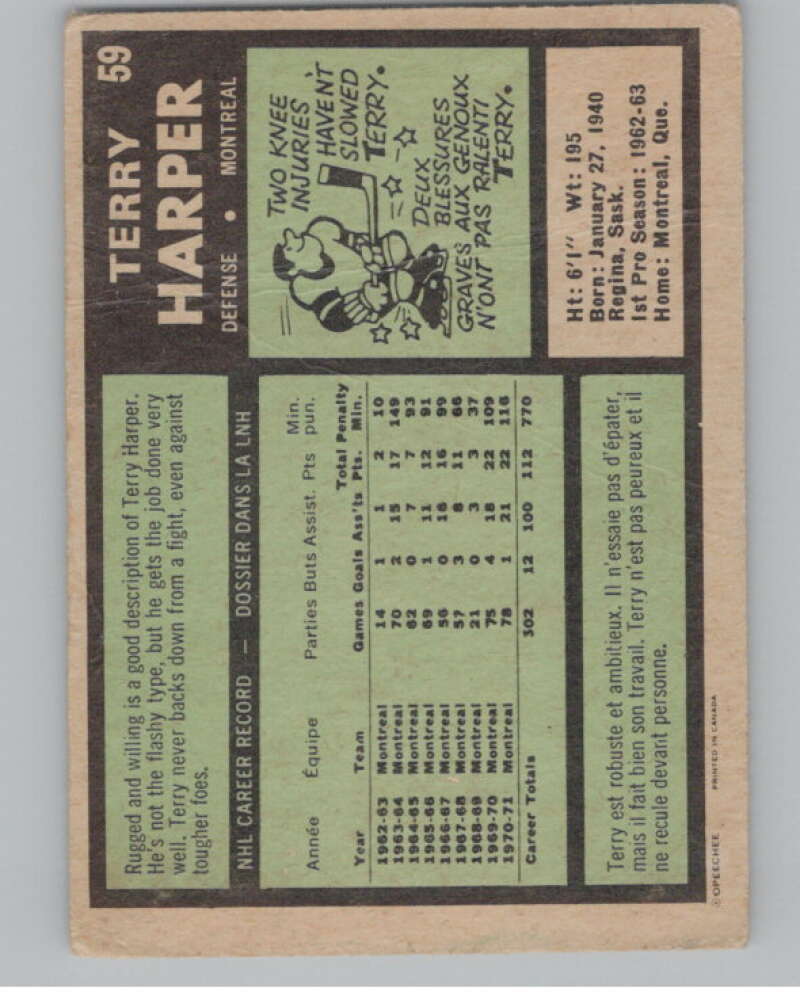 59
TERRY
HARPER
DEFENSE • MONTREAL
TWO KNEE
INJURIES
HAVEN'T
SLOWED
TERRY.
DEUX
BLESSURES
GRAVES AUX GENOUX
N'ONT PAS RALENTI
TERRY.
Ht: 6'1" Wt: 195
Born: January 27, 1940
Regina, Sask.
1st Pro Season: 1962-63
Home: Montreal, Que.
Rugged and willing is a good description of Terry Harper.
He's not the flashy type, but he gets the job done very
well. Terry never backs down from a fight, even against
tougher foes.
NHL CAREER RECORD — DOSSIER DANS LA LNH
Année Équipe Parties Buts Assist. Pts Min. pun.
Year Team Games Goals Ass'ts Total Pts. Penalty Min.
1962-63 Montreal 14 1 1 2 10
1963-64 Montreal 70 2 15 17 149
1964-65 Montreal 62 0 7 7 93
1965-66 Montreal 69 1 11 12 91
1966-67 Montreal 56 0 16 16 99
1967-68 Montreal 57 3 8 11 66
1968-69 Montreal 21 0 3 3 37
1969-70 Montreal 75 4 18 22 109
1970-71 Montreal 78 1 21 22 116
Career Totals 502 12 100 112 770
Terry est robuste et ambitieux. Il n'essaie pas d'épater,
mais il fait bien son travail. Terry n'est pas peureux et il
ne recule devant personne.
©OPEECHEE PRINTED IN CANADA